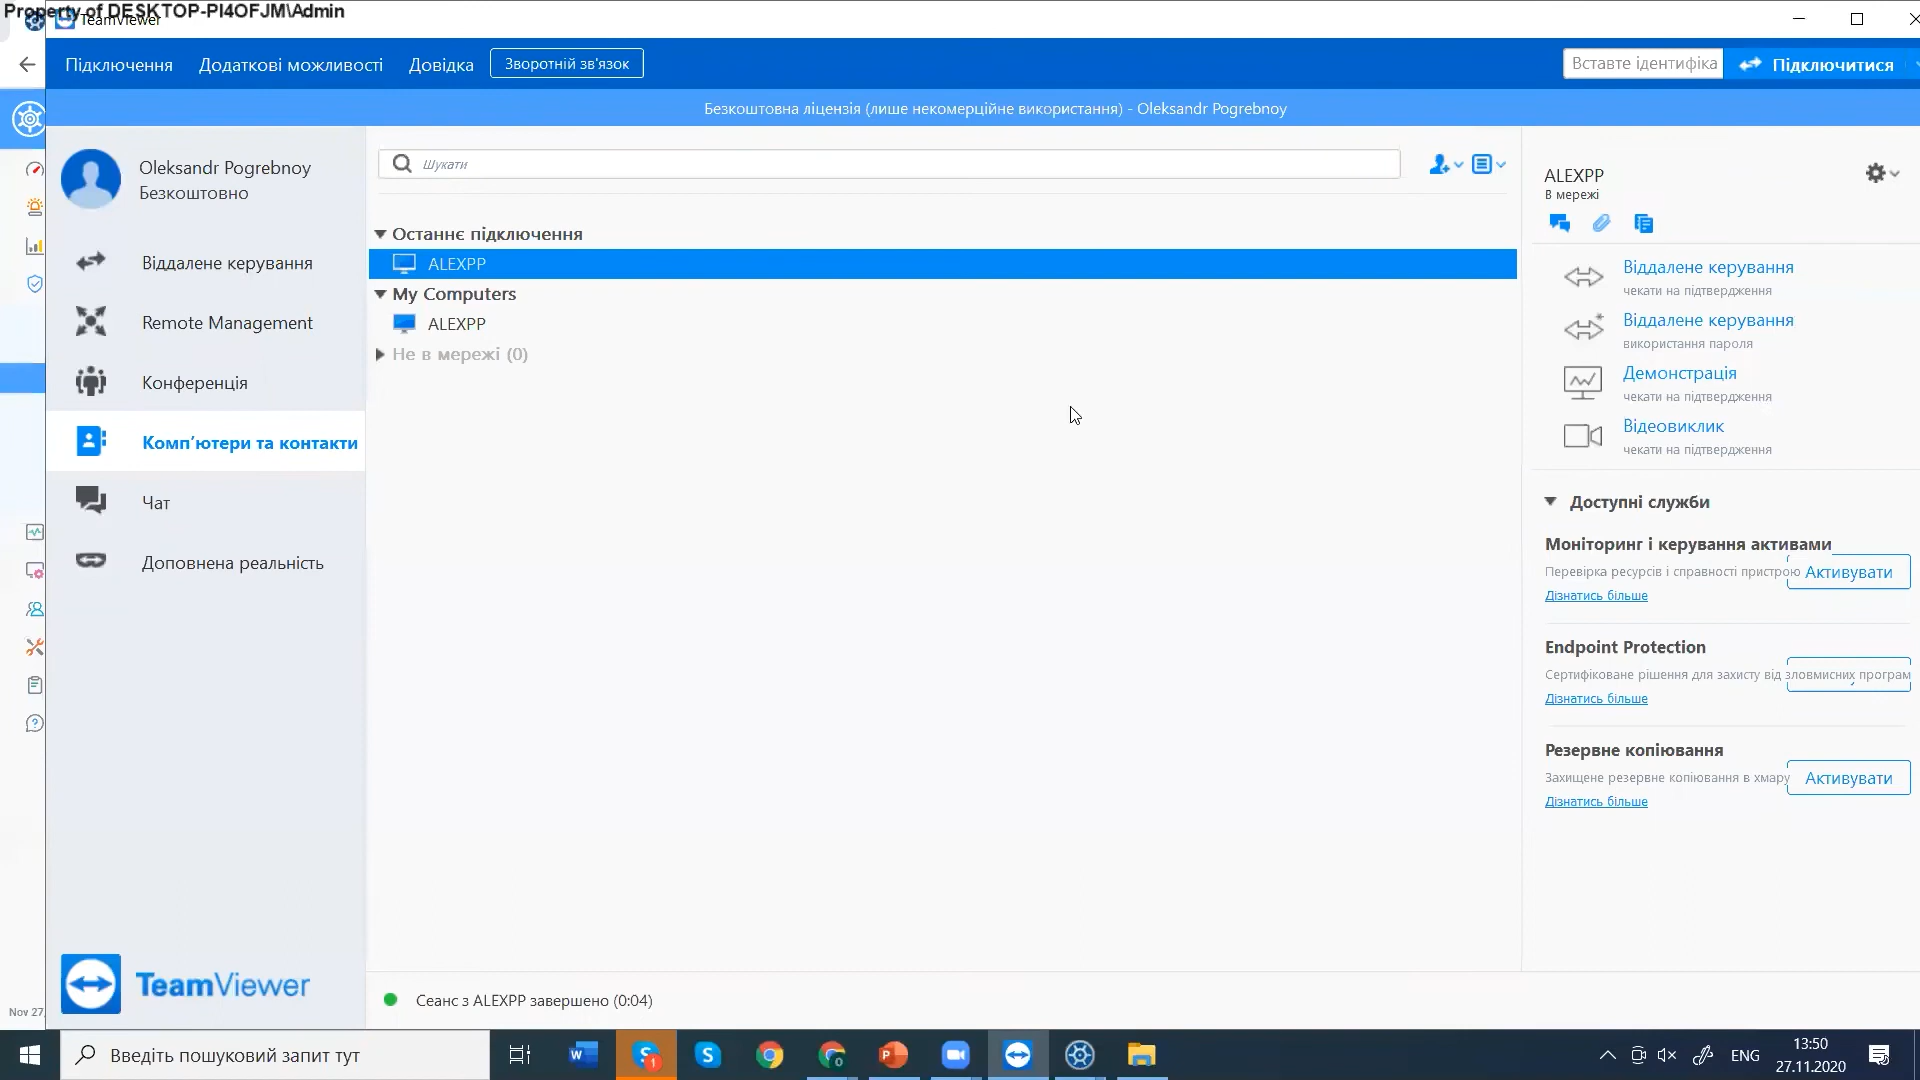 Property of DESKTOP-PI4OFJM\Admin
TeamViewer
Підключення
Додаткові можливості
Довідка
Зворотній зв'язок
Вставте ідентифіка
Підключитися
Безкоштовна ліцензія (лише некомерційне використання) - Oleksandr Pogrebnoy
Oleksandr Pogrebnoy
Безкоштовно
Віддалене керування
Remote Management
Конференція
Комп’ютери та контакти
Чат
Доповнена реальність
TeamViewer
Шукати
Останнє підключення
ALEXPP
My Computers
ALEXPP
Не в мережі (0)
Сеанс з ALEXPP завершено (0:04)
ALEXPP
В мережі
Віддалене керування
чекати на підтвердження
Віддалене керування
використання пароля
Демонстрація
чекати на підтвердження
Відеовиклик
чекати на підтвердження
Доступні служби
Моніторинг і керування активами
Перевірка ресурсів і справності пристрою
Активувати
Дізнатись більше
Endpoint Protection
Сертифіковане рішення для захисту від зловмисних програм
Дізнатись більше
Резервне копіювання
Захищене резервне копіювання в хмару
Активувати
Дізнатись більше
Nov 27,
Введіть пошуковий запит тут
ENG
13:50
27.11.2020